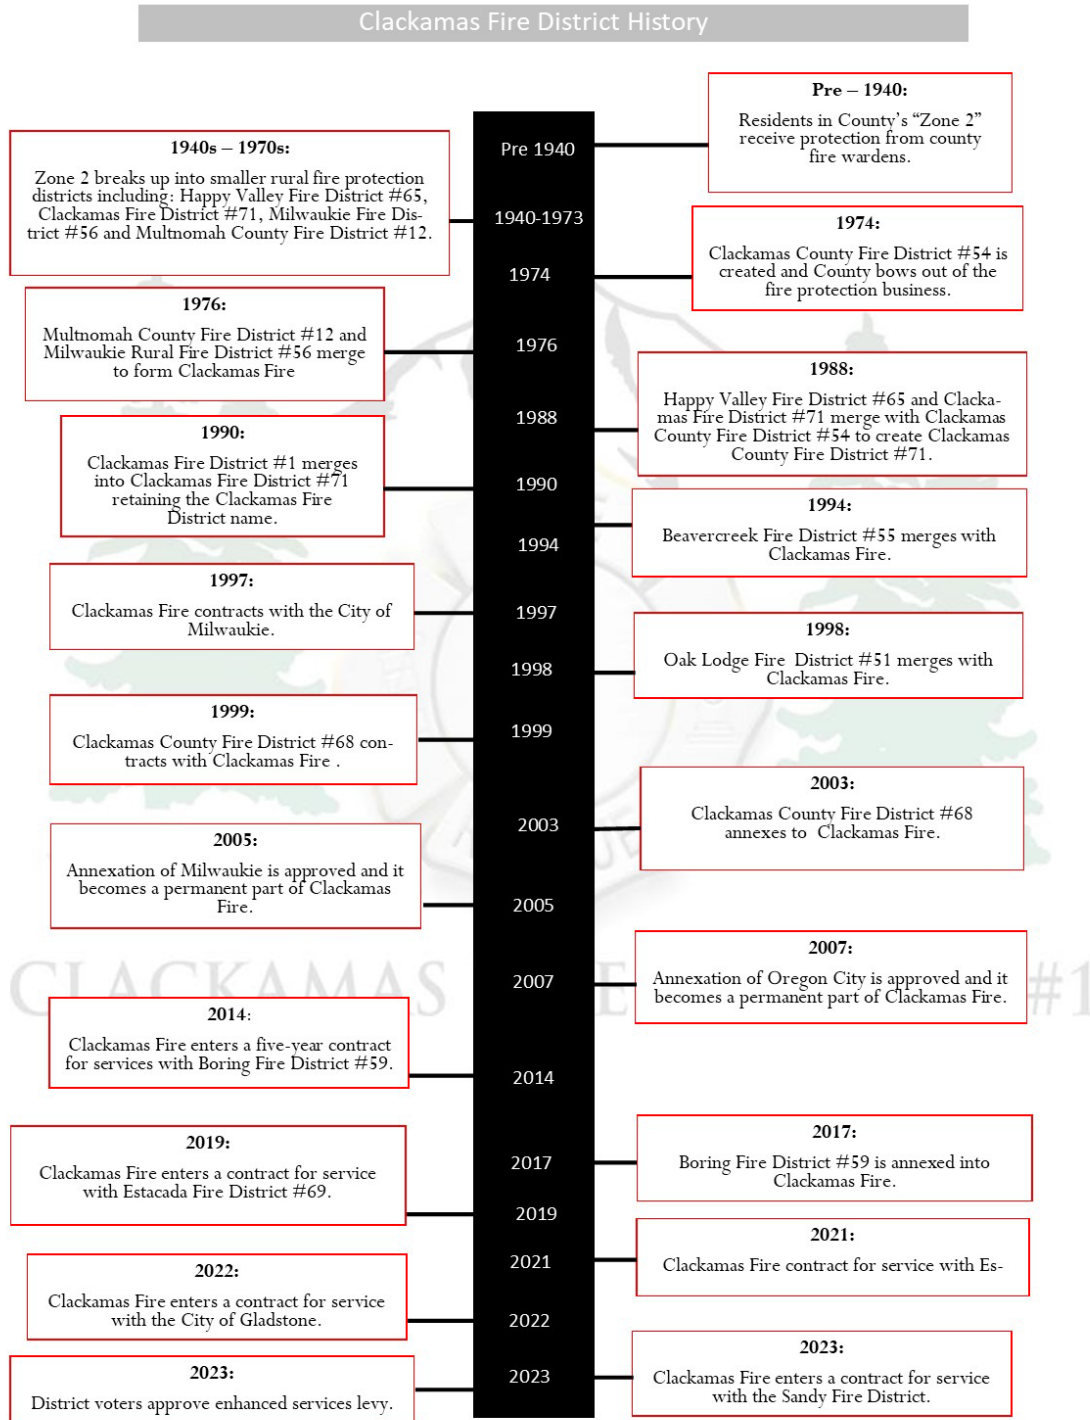 Clackamas Fire District History
Pre – 1940:
Residents in County's "Zone 2"
receive protection from county
fire wardens.
Pre 1940
1940s – 1970s:
Zone 2 breaks up into smaller rural fire protection
districts including: Happy Valley Fire District #65,
Clackamas Fire District #71, Milwaukie Fire Dis-
trict #56 and Multnomah County Fire District #12.
1940-1973
1974:
Clackamas County Fire District #54 is
created and County bows out of the
fire protection business.
1974
1976:
Multnomah County Fire District #12 and
Milwaukie Rural Fire District #56 merge
to form Clackamas Fire
1976
1988:
Happy Valley Fire District #65 and Clacka-
mas Fire District #71 merge with Clackamas
County Fire District #54 to create Clackamas
County Fire District #71.
1988
1990:
Clackamas Fire District #1 merges
into Clackamas Fire District #71
retaining the Clackamas Fire
District name.
1990
1994:
Beavercreek Fire District #55 merges with
Clackamas Fire.
1994
1997:
Clackamas Fire contracts with the City of
Milwaukie.
1997
1998:
Oak Lodge Fire District #51 merges with
Clackamas Fire.
1998
1999:
Clackamas County Fire District #68 con-
tracts with Clackamas Fire .
1999
2003:
Clackamas County Fire District #68
annexes to Clackamas Fire.
2003
2005:
Annexation of Milwaukie is approved and it
becomes a permanent part of Clackamas
Fire.
2005
2007:
Annexation of Oregon City is approved and it
becomes a permanent part of Clackamas Fire.
2007
CLACKAMAS #1
2014:
Clackamas Fire enters a five-year contract
for services with Boring Fire District #59.
2014
2017:
Boring Fire District #59 is annexed into
Clackamas Fire.
2017
2019:
Clackamas Fire enters a contract for service
with Estacada Fire District #69.
2019
2021:
Clackamas Fire contract for service with Es-
2021
2022:
Clackamas Fire enters a contract for service
with the City of Gladstone.
2022
2023:
Clackamas Fire enters a contract for service
with the Sandy Fire District.
2023
2023:
District voters approve enhanced services levy.